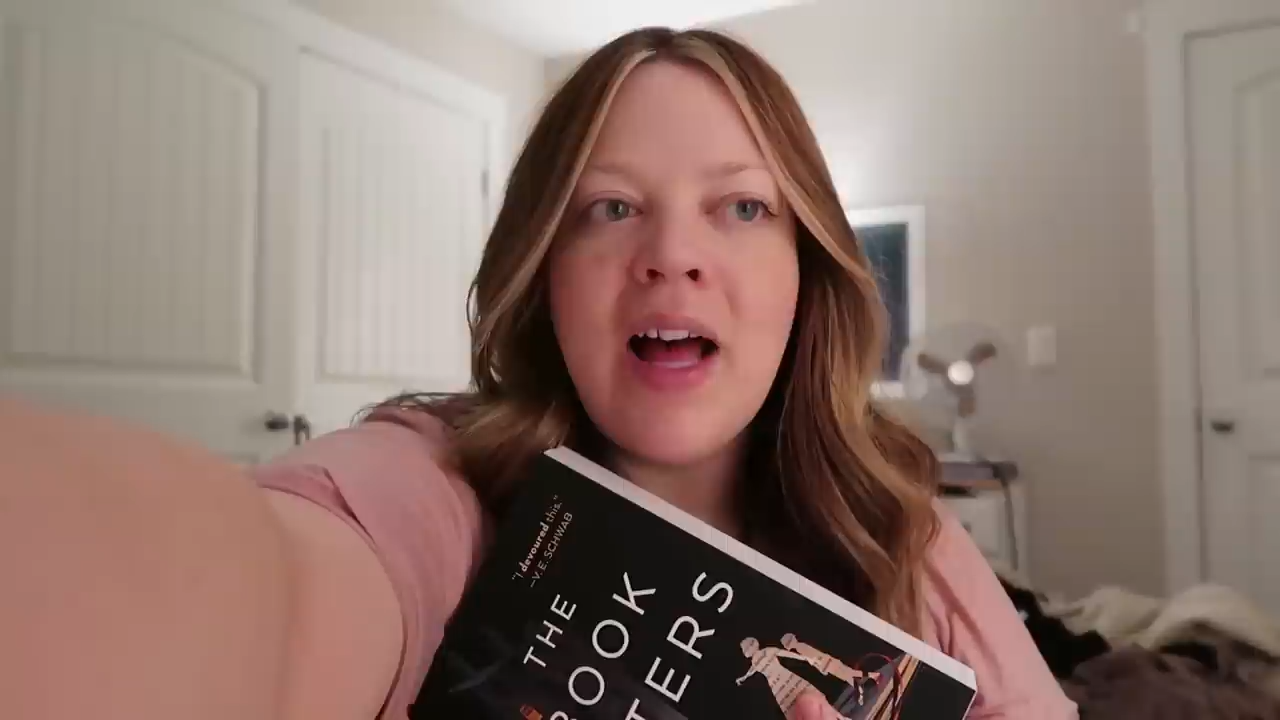 "I devoured this."
—V. E. SCHWAB
THE
OOK
TERS